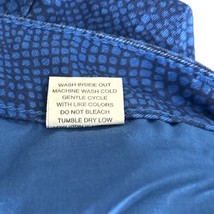 WASH INSIDE OUT
MACHINE WASH COLD
GENTLE CYCLE
WITH LIKE COLORS
DO NOT BLEACH
TUMBLE DRY LOW